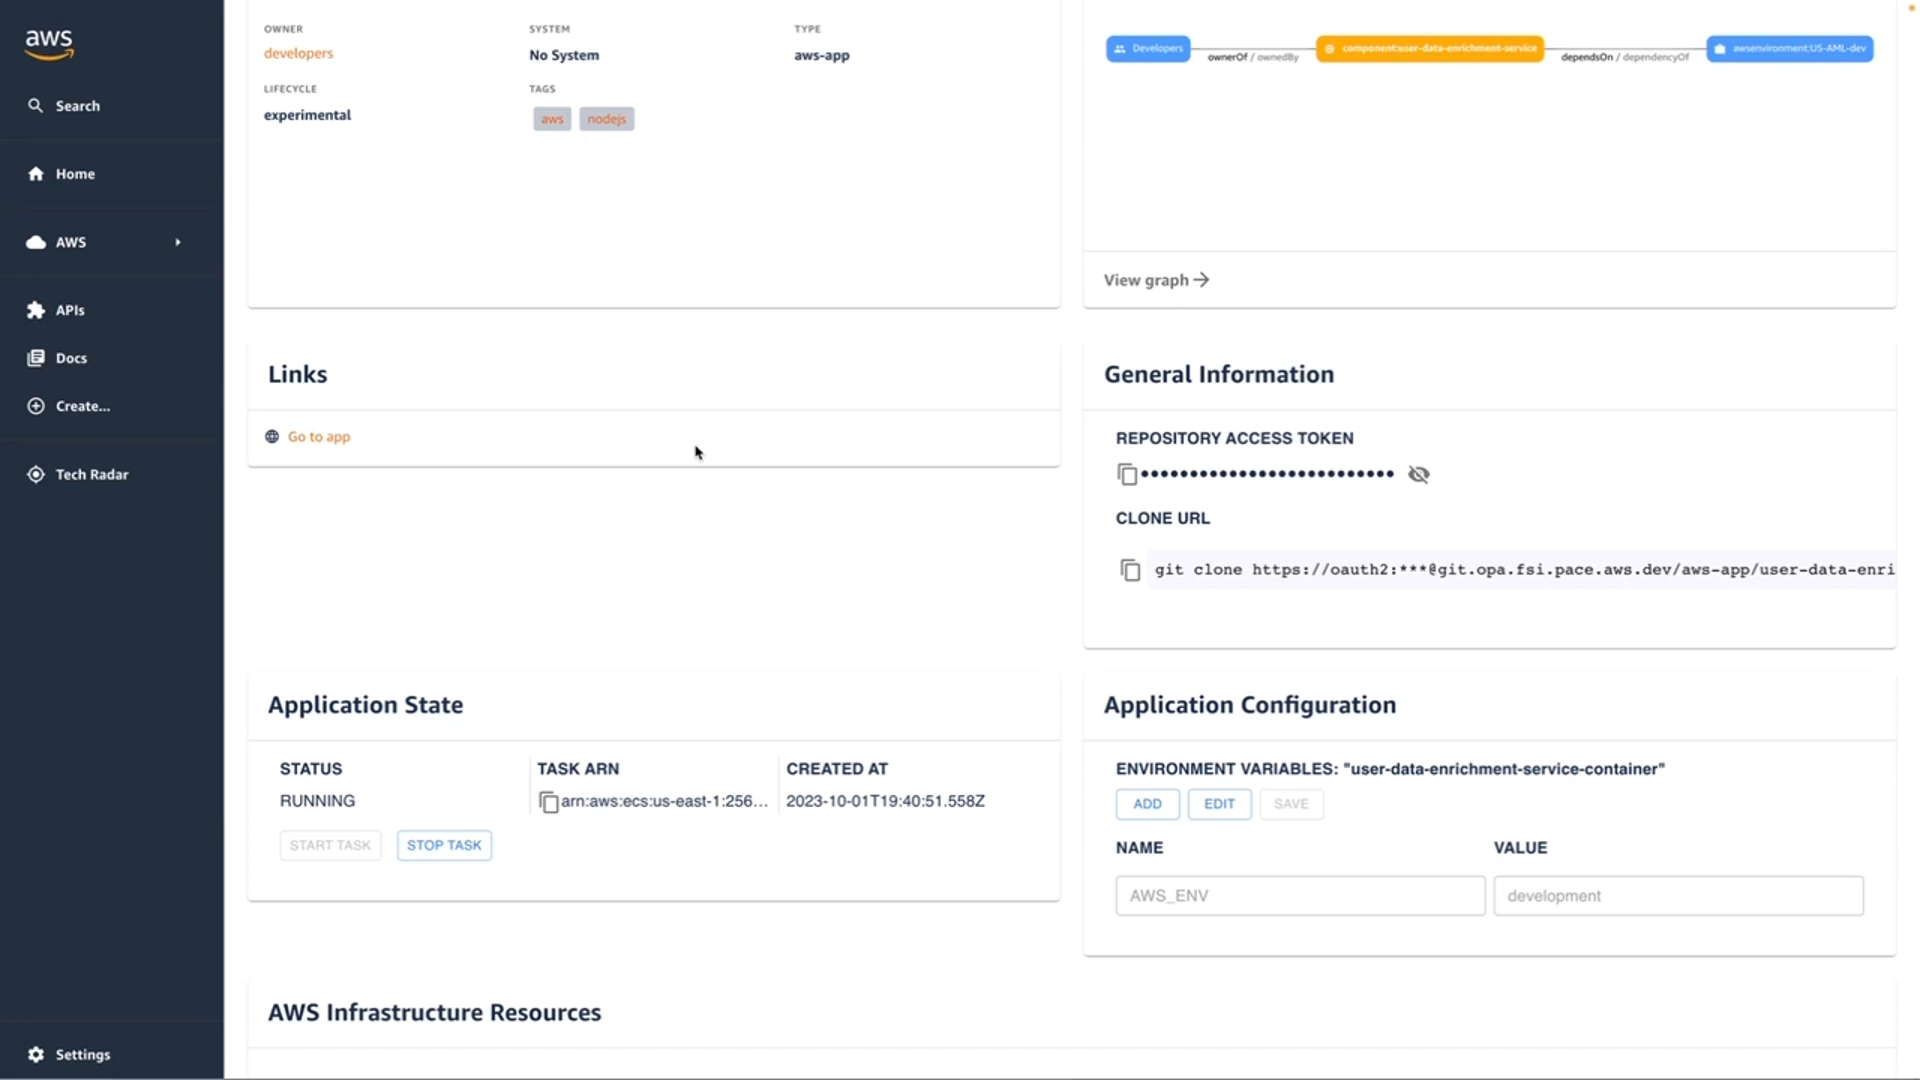 aws
Search
Home
AWS
APIs
Docs
Create...
Tech Radar
Settings
OWNER
developers
SYSTEM
No System
TYPE
aws-app
LIFECYCLE
experimental
TAGS
aws
nodejs
Developers
ownerOf / ownedBy
component:user-data-enrichment-service
dependsOn / dependencyOf
awsenvironment:US-AML-dev
View graph
Links
Go to app
General Information
REPOSITORY ACCESS TOKEN
••••••••••••••••••••••••••
CLONE URL
git clone https://oauth2:***@git.opa.fsi.pace.aws.dev/aws-app/user-data-enri
Application State
STATUS
RUNNING
TASK ARN
arn:aws:ecs:us-east-1:256...
CREATED AT
2023-10-01T19:40:51.558Z
START TASK
STOP TASK
Application Configuration
ENVIRONMENT VARIABLES: "user-data-enrichment-service-container"
ADD
EDIT
SAVE
NAME
VALUE
AWS_ENV
development
AWS Infrastructure Resources